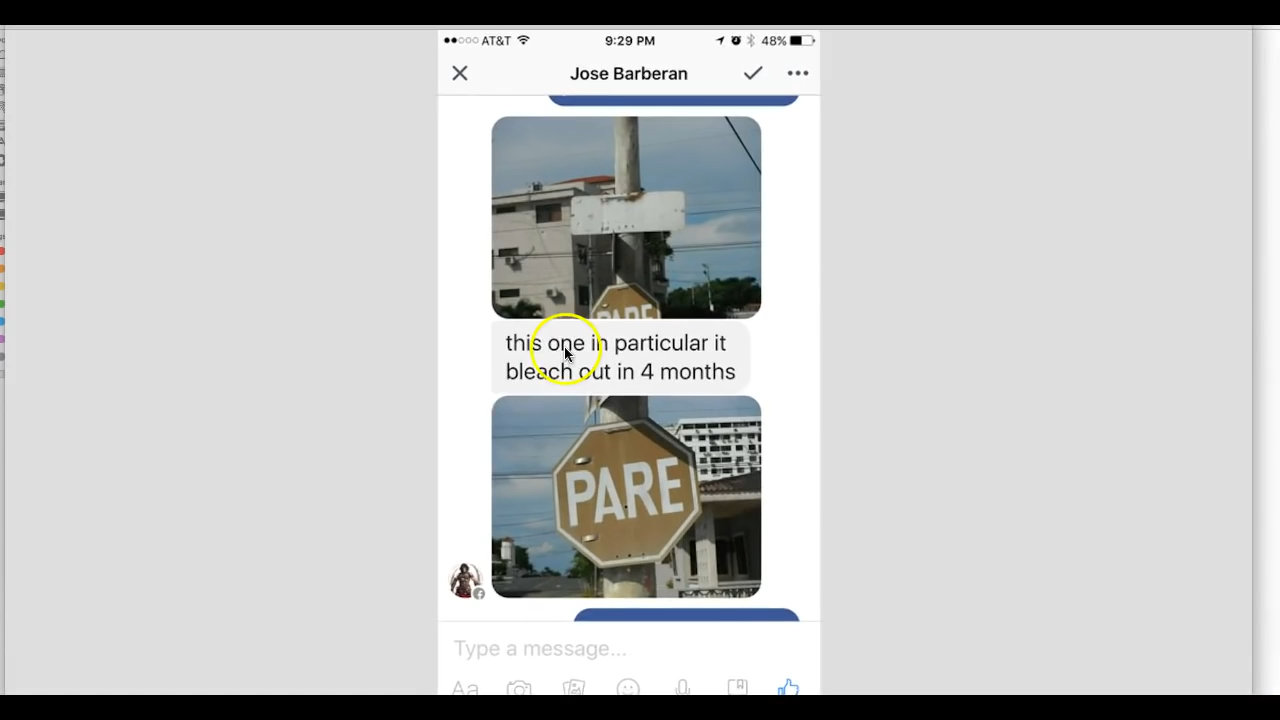 AT&T
9:29 PM
48%
Jose Barberan
PARE
this one in particular it
bleach out in 4 months
PARE
Type a message...
Aa